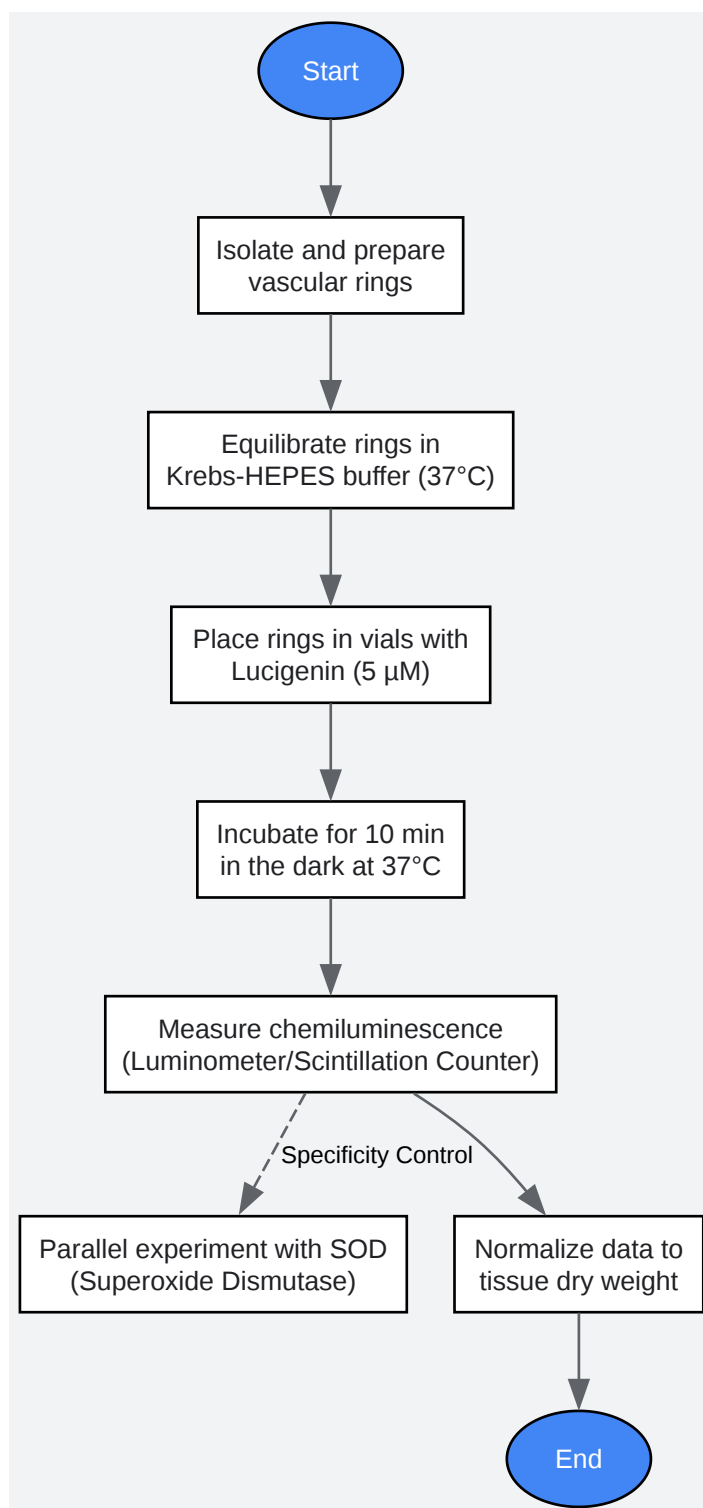 Start
Isolate and prepare
vascular rings
Equilibrate rings in
Krebs-HEPES buffer (37°C)
Place rings in vials with
Lucigenin (5 µM)
Incubate for 10 min
in the dark at 37°C
Measure chemiluminescence
(Luminometer/Scintillation Counter)
Specificity Control
Parallel experiment with SOD
(Superoxide Dismutase)
Normalize data to
tissue dry weight
End